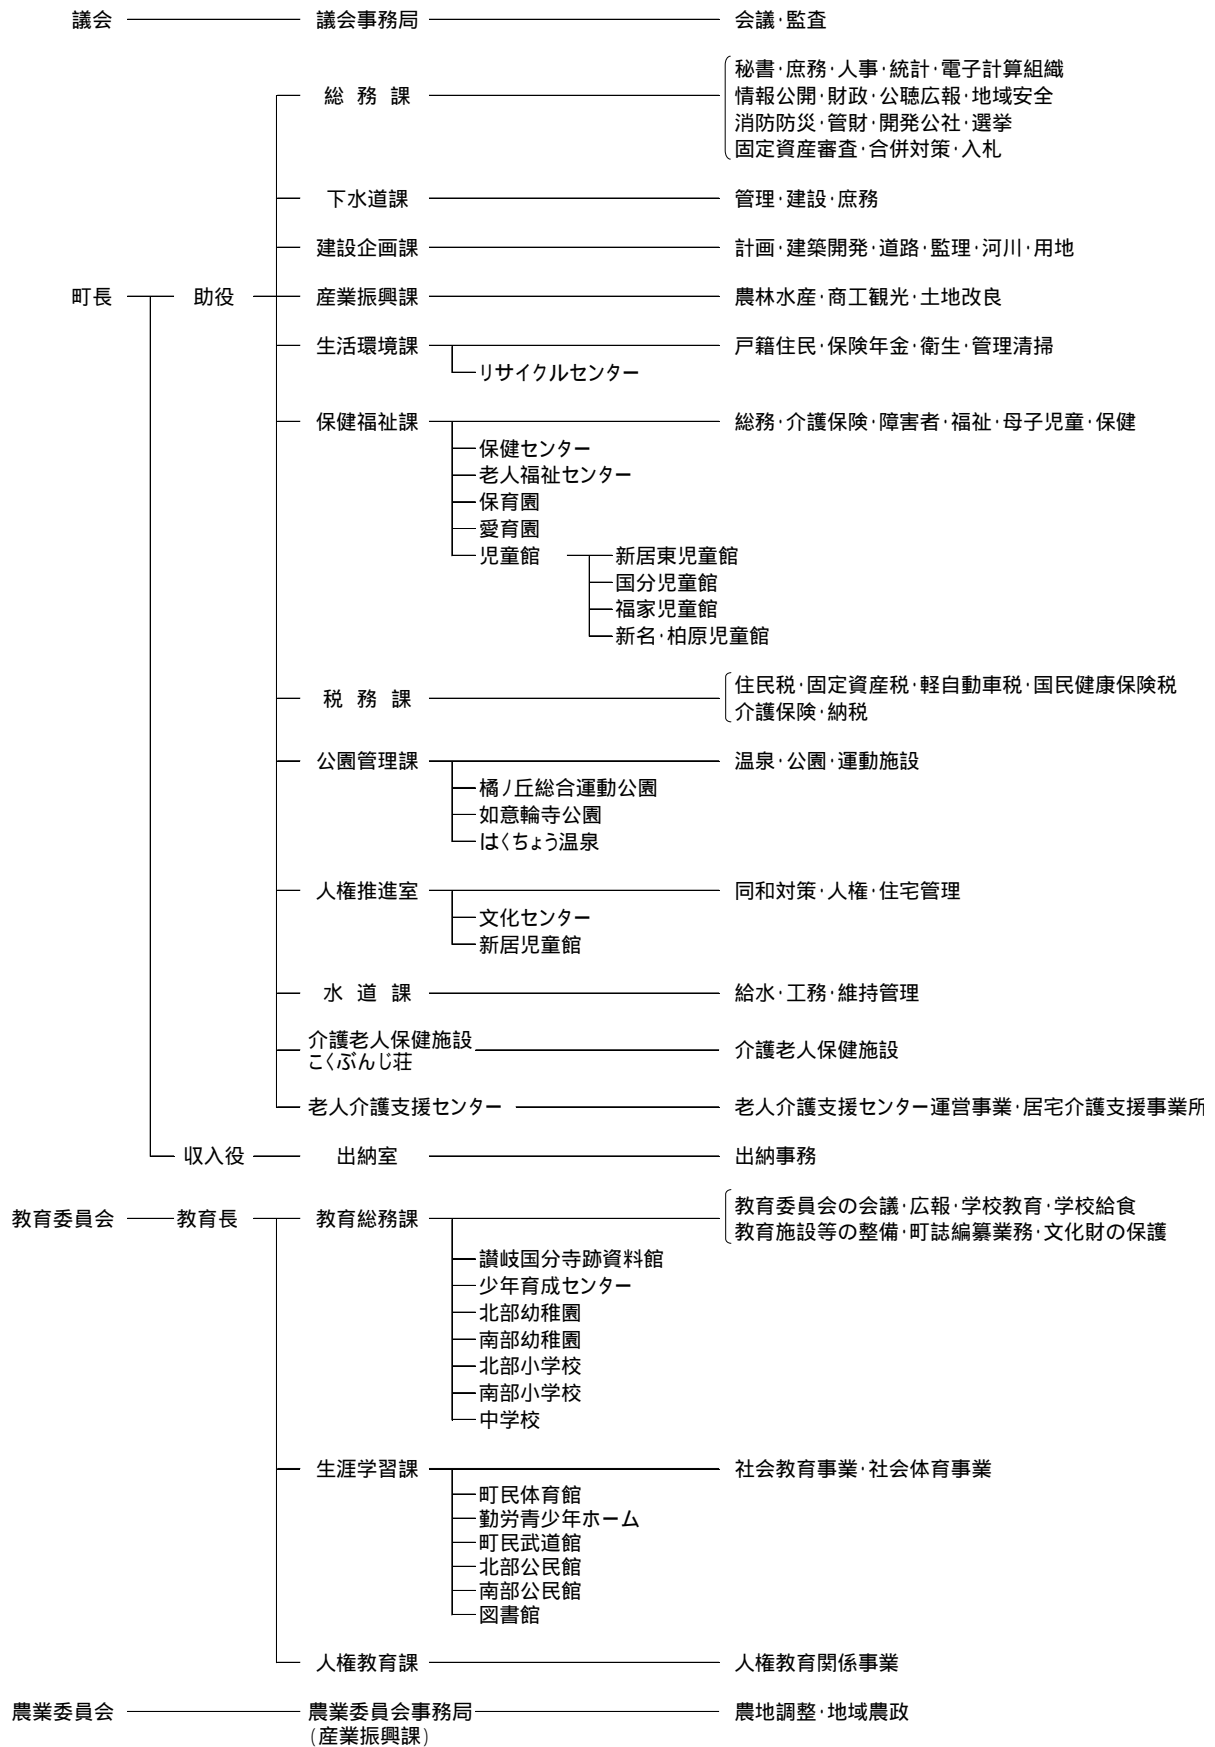 議会 議会事務局 会議・監査
総務課 秘書・庶務・人事・統計・電子計算組織
情報公開・財政・公聴広報・地域安全
消防防災・管財・開発公社・選挙
固定資産審査・合併対策・入札
下水道課 管理・建設・庶務
建設企画課 計画・建築開発・道路・監理・河川・用地
町長 助役 産業振興課 農林水産・商工観光・土地改良
生活環境課 戸籍住民・保険年金・衛生・管理清掃
リサイクルセンター
保健福祉課 総務・介護保険・障害者・福祉・母子児童・保健
保健センター
老人福祉センター
保育園
愛育園
児童館 新居東児童館
国分児童館
福家児童館
新名・柏原児童館
税務課 住民税・固定資産税・軽自動車税・国民健康保険税
介護保険・納税
公園管理課 温泉・公園・運動施設
橘ノ丘総合運動公園
如意輪寺公園
はくちょう温泉
人権推進室 同和対策・人権・住宅管理
文化センター
新居児童館
水道課 給水・工務・維持管理
介護老人保健施設 介護老人保健施設
こくぶんじ荘
老人介護支援センター 老人介護支援センター運営事業・居宅介護支援事業所
収入役 出納室 出納事務
教育委員会 教育長 教育総務課 教育委員会の会議・広報・学校教育・学校給食
教育施設等の整備・町誌編纂業務・文化財の保護
讃岐国分寺跡資料館
少年育成センター
北部幼稚園
南部幼稚園
北部小学校
南部小学校
中学校
生涯学習課 社会教育事業・社会体育事業
町民体育館
勤労青少年ホーム
町民武道館
北部公民館
南部公民館
図書館
人権教育課 人権教育関係事業
農業委員会 農業委員会事務局 農地調整・地域農政
(産業振興課)